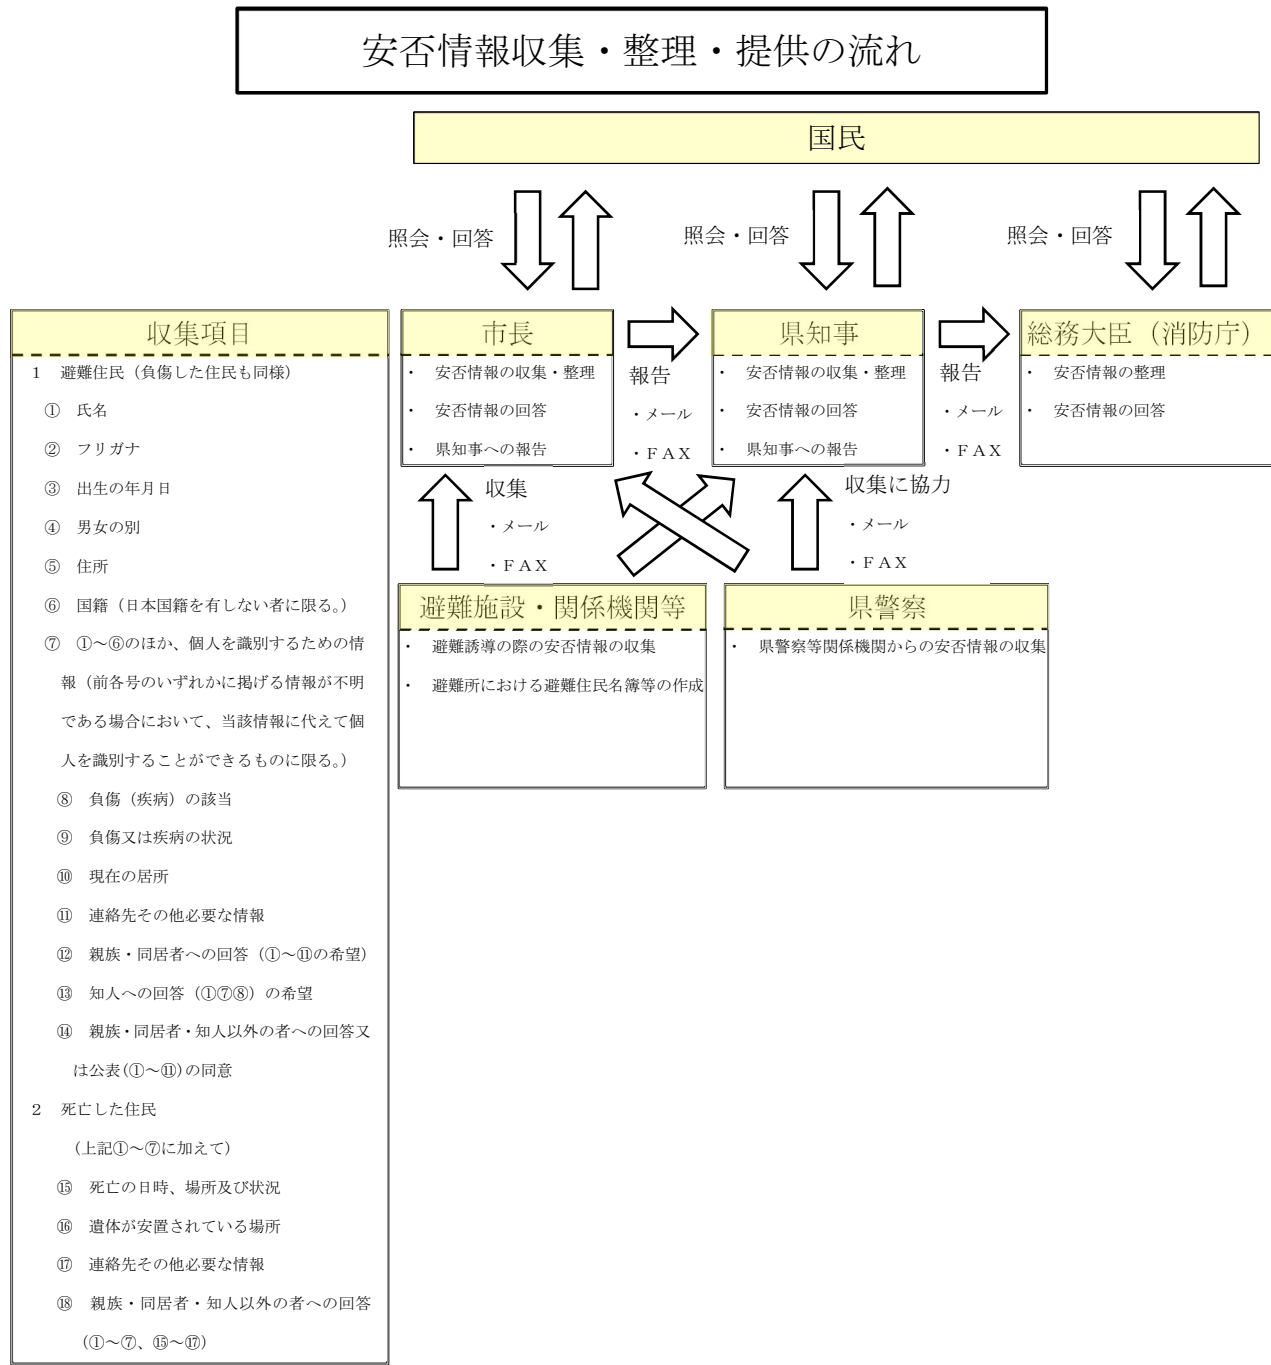 安否情報収集・整理・提供の流れ
国民
照会・回答
照会・回答
照会・回答
収集項目
1 避難住民（負傷した住民も同様）
① 氏名
② フリガナ
③ 出生の年月日
④ 男女の別
⑤ 住所
⑥ 国籍（日本国籍を有しない者に限る。）
⑦ ①～⑥のほか、個人を識別するための情
報（前各号のいずれかに掲げる情報が不明
である場合において、当該情報に代えて個
人を識別することができるものに限る。）
⑧ 負傷（疾病）の該当
⑨ 負傷又は疾病の状況
⑩ 現在の居所
⑪ 連絡先その他必要な情報
⑫ 親族・同居者への回答（①～⑪の希望）
⑬ 知人への回答（①⑦⑧）の希望
⑭ 親族・同居者・知人以外の者への回答又
は公表(①～⑪)の同意
2 死亡した住民
（上記①～⑦に加えて）
⑮ 死亡の日時、場所及び状況
⑯ 遺体が安置されている場所
⑰ 連絡先その他必要な情報
⑱ 親族・同居者・知人以外の者への回答
（①～⑦、⑮～⑰）
市長
・ 安否情報の収集・整理
・ 安否情報の回答
・ 県知事への報告
報告
・メール
・ＦＡＸ
県知事
・ 安否情報の収集・整理
・ 安否情報の回答
・ 県知事への報告
報告
・メール
・ＦＡＸ
総務大臣（消防庁）
・ 安否情報の整理
・ 安否情報の回答
収集
・メール
・ＦＡＸ
収集に協力
・メール
・ＦＡＸ
避難施設・関係機関等
・ 避難誘導の際の安否情報の収集
・ 避難所における避難住民名簿等の作成
県警察
・ 県警察等関係機関からの安否情報の収集